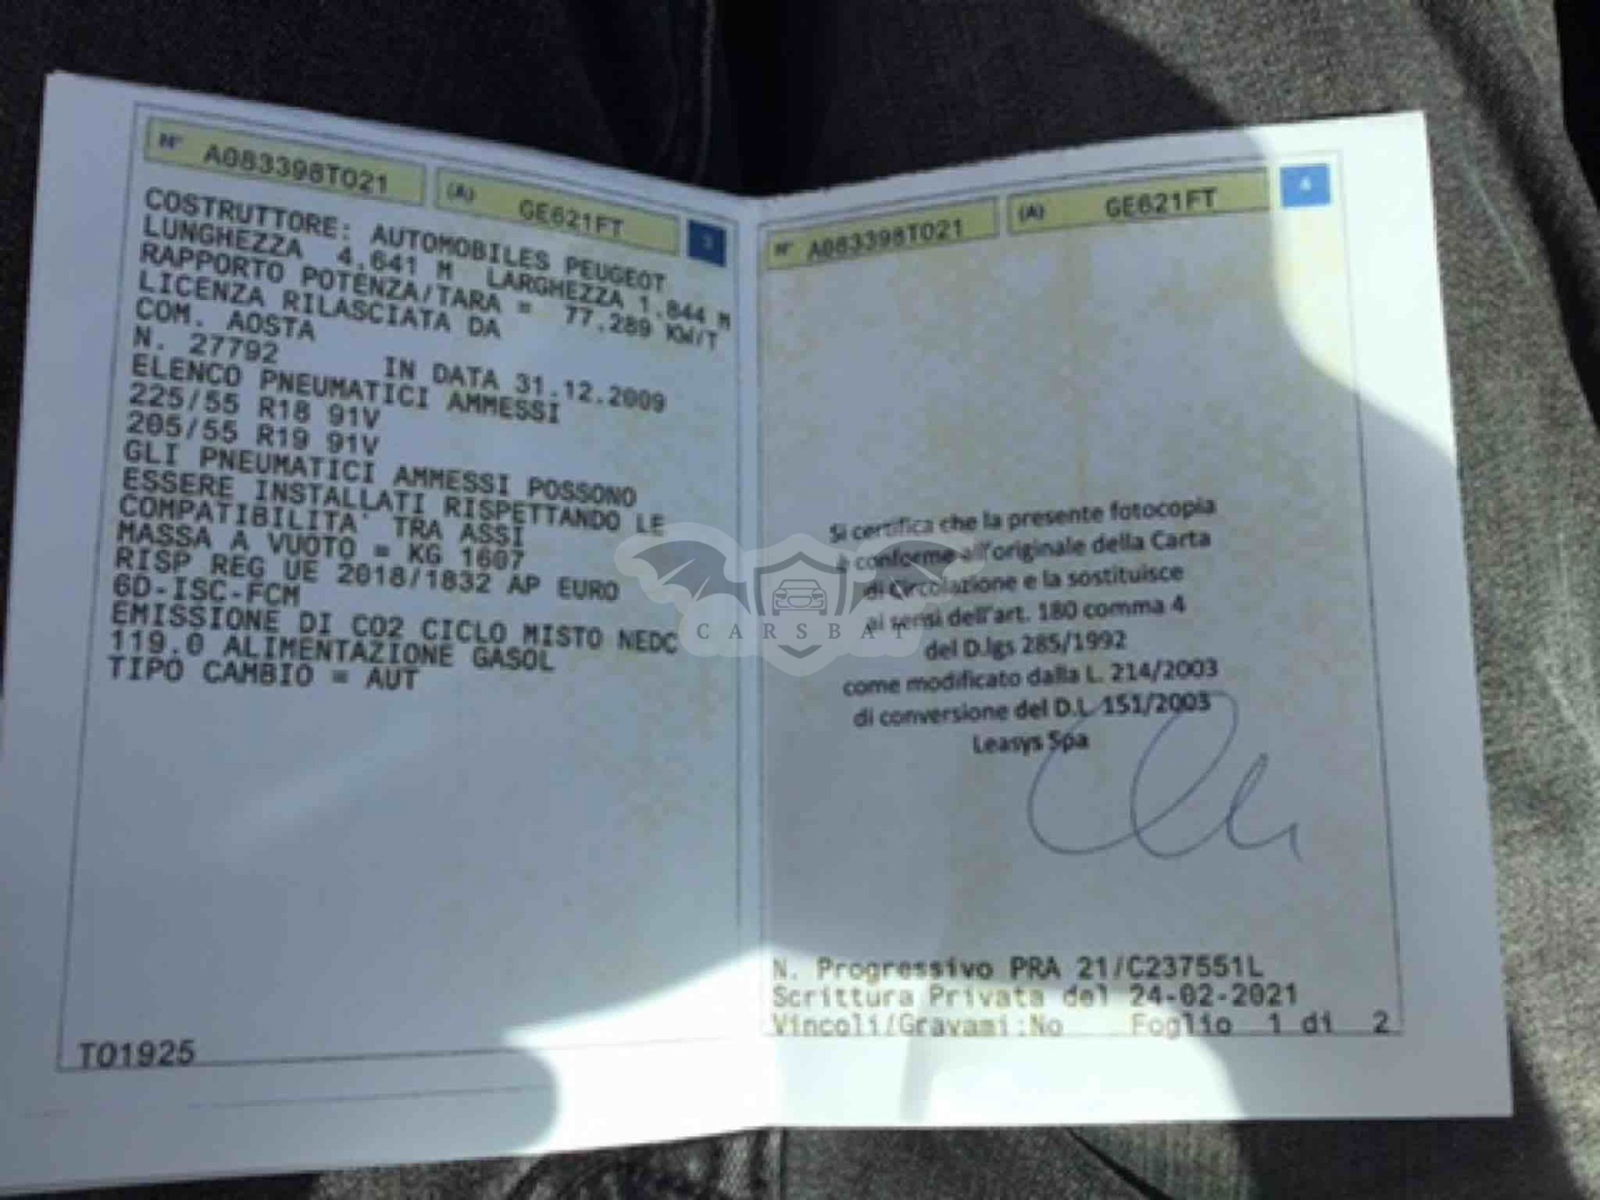 N° A083398TO21 (A) GE621FT 3
COSTRUTTORE: AUTOMOBILES PEUGEOT
LUNGHEZZA 4.641 M LARGHEZZA 1.844 M
RAPPORTO POTENZA/TARA = 77.289 KW/T
LICENZA RILASCIATA DA
COM. AOSTA
N. 27792 IN DATA 31.12.2009
ELENCO PNEUMATICI AMMESSI
225/55 R18 91V
205/55 R19 91V
GLI PNEUMATICI AMMESSI POSSONO
ESSERE INSTALLATI RISPETTANDO LE
COMPATIBILITA' TRA ASSI
MASSA A VUOTO = KG 1607
RISP REG UE 2018/1832 AP EURO
6D-ISC-FCM
EMISSIONE DI CO2 CICLO MISTO NEDC
119.0 ALIMENTAZIONE GASOL
TIPO CAMBIO = AUT
TO1925
N° A083398TO21 (A) GE621FT 4
Si certifica che la presente fotocopia
è conforme all'originale della Carta
di Circolazione e la sostituisce
ai sensi dell'art. 180 comma 4
del D.lgs 285/1992
come modificato dalla L. 214/2003
di conversione del D.L 151/2003
Leasys Spa
N. Progressivo PRA 21/C237551L
Scrittura Privata del 24-02-2021
Vincoli/Gravami:No Foglio 1 di 2
CARSBAT